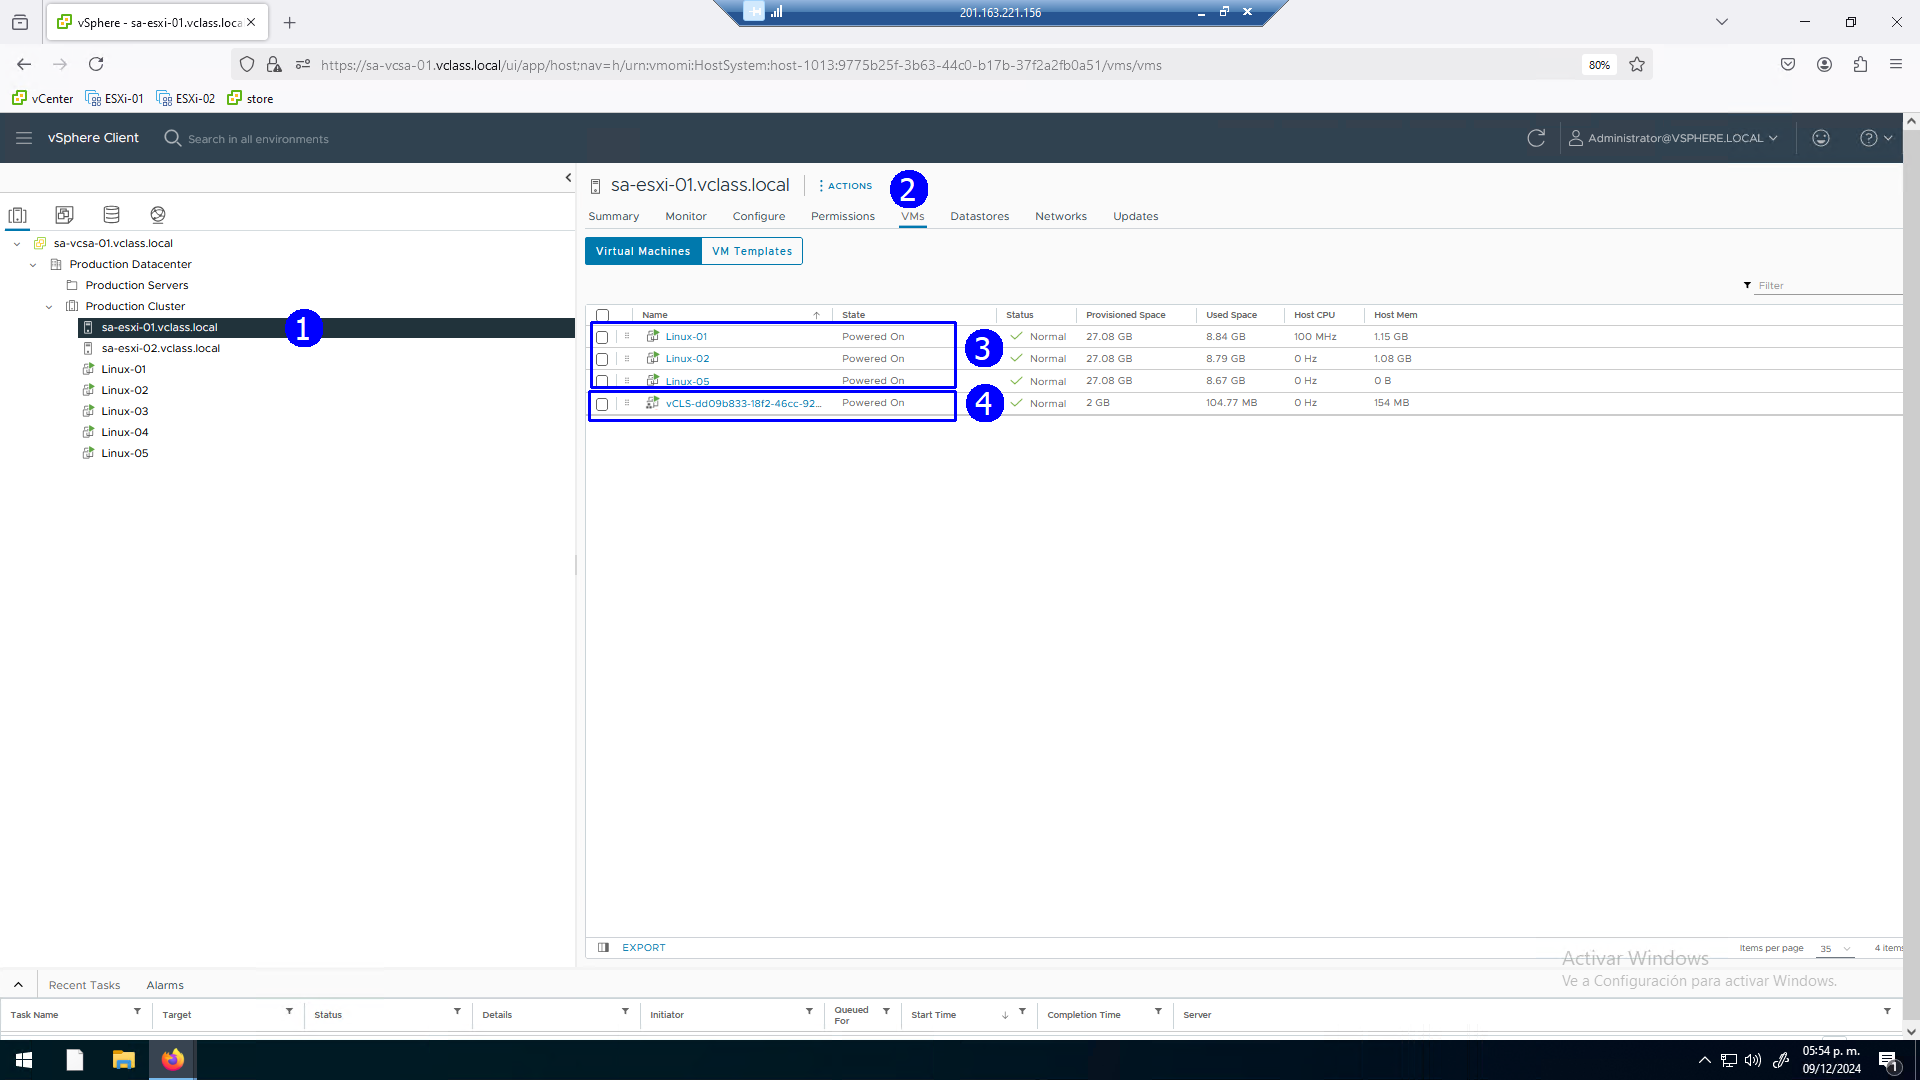 vSphere - sa-esxi-01.vclass.loca
201.163.221.156
https://sa-vcsa-01.vclass.local/ui/app/host;nav=h/urn:vmomi:HostSystem:host-1013:9775b25f-3b63-44c0-b17b-37f2a2fb0a51/vms/vms
80%
vCenter ESXi-01 ESXi-02 store
vSphere Client
Search in all environments
Administrator@VSPHERE.LOCAL
sa-vcsa-01.vclass.local
Production Datacenter
Production Servers
Production Cluster
sa-esxi-01.vclass.local
1
sa-esxi-02.vclass.local
Linux-01
Linux-02
Linux-03
Linux-04
Linux-05
sa-esxi-01.vclass.local
ACTIONS
2
Summary Monitor Configure Permissions VMs Datastores Networks Updates
Virtual Machines VM Templates
Filter
Name State Status Provisioned Space Used Space Host CPU Host Mem
Linux-01 Powered On Normal 27.08 GB 8.84 GB 100 MHz 1.15 GB
3
Linux-02 Powered On Normal 27.08 GB 8.79 GB 0 Hz 1.08 GB
Linux-05 Powered On Normal 27.08 GB 8.67 GB 0 Hz 0 B
vCLS-dd09b833-18f2-46cc-92... Powered On 4 Normal 2 GB 104.77 MB 0 Hz 154 MB
EXPORT
Items per page 35 4 items
Activar Windows
Ve a Configuración para activar Windows.
Recent Tasks Alarms
Task Name Target Status Details Initiator Queued For Start Time Completion Time Server
05:54 p. m.
09/12/2024
1